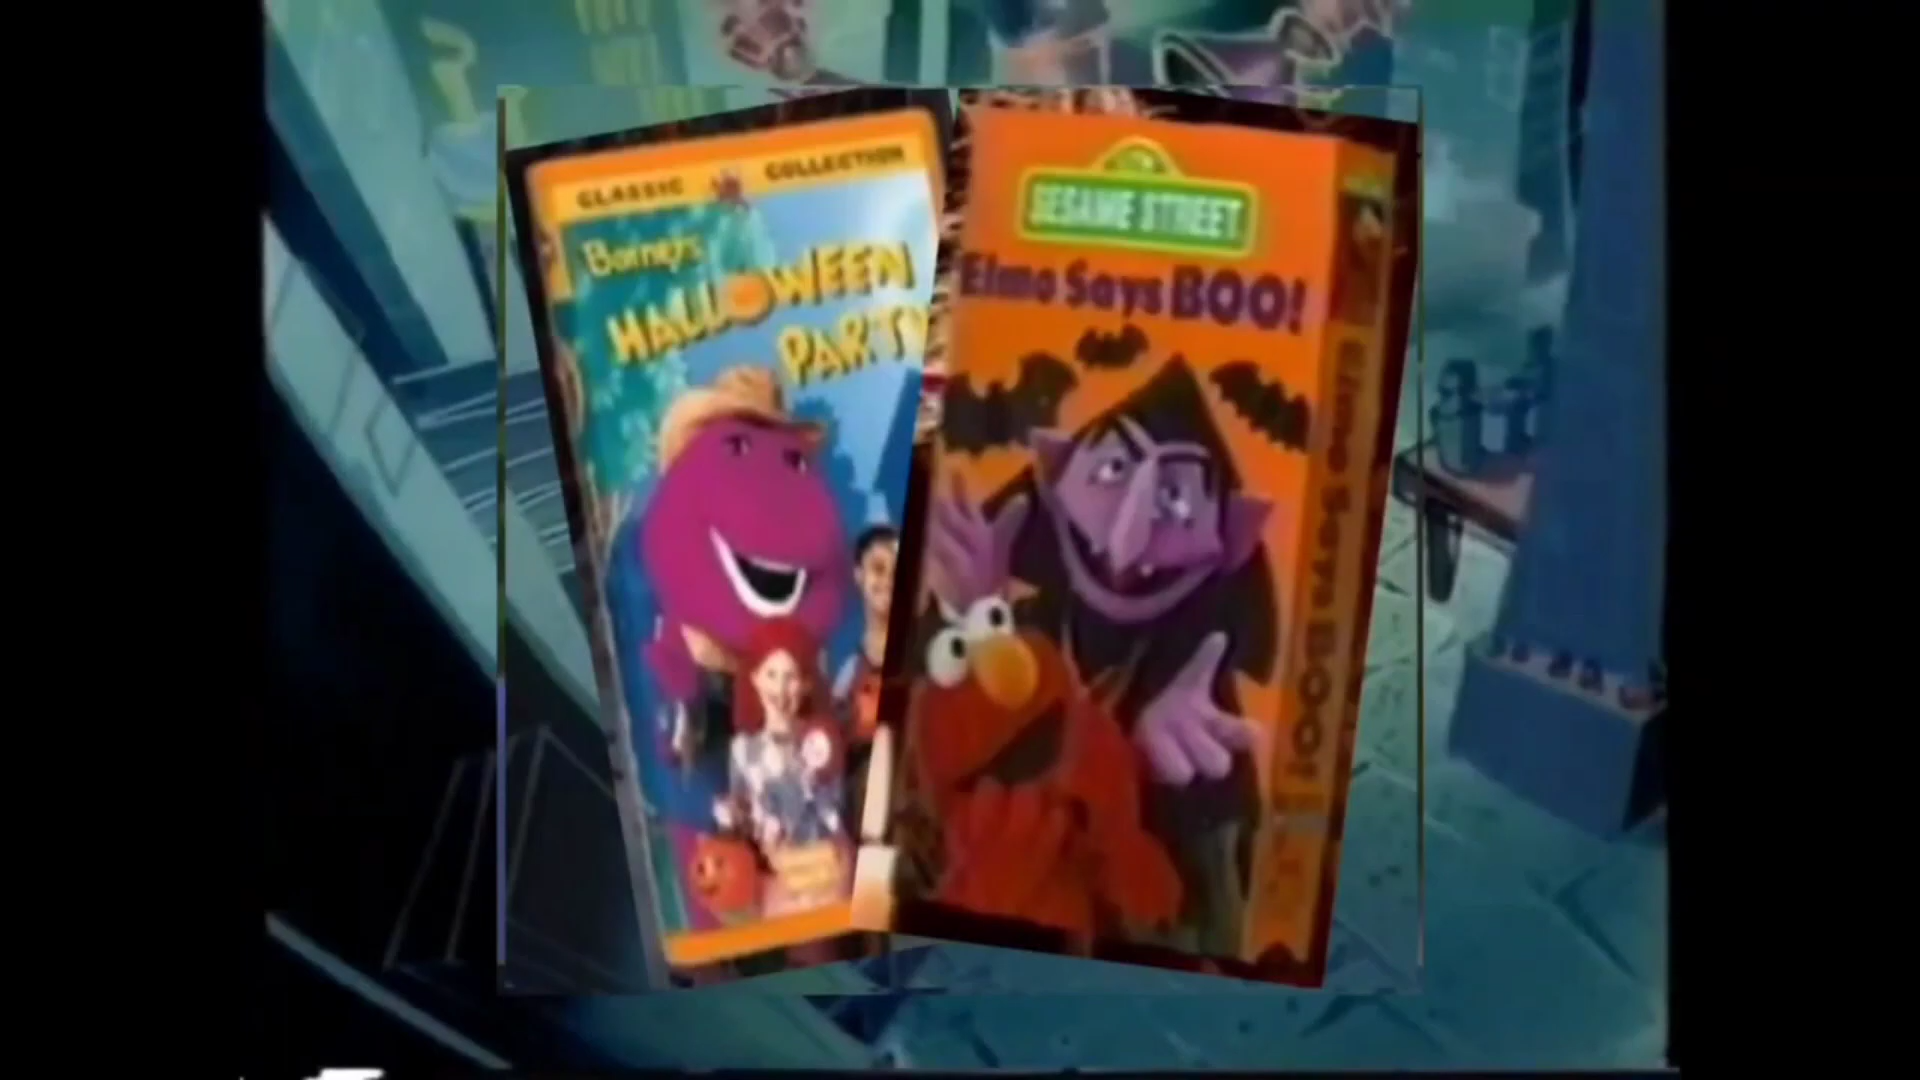 CLASSIC COLLECTION
Barney's
HALLOWEEN
PARTY
SESAME STREET
Elmo Says BOO!
Elmo Says BOO!